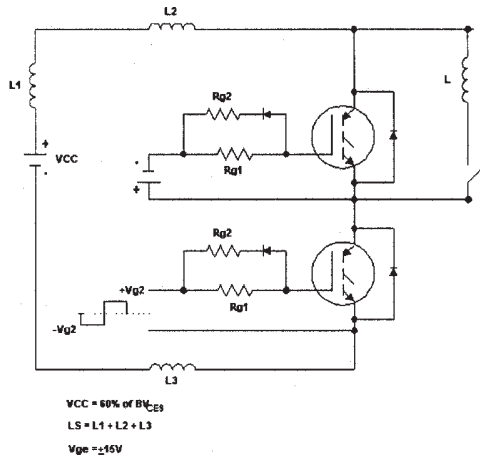 L2
L1
L
Rg2
+
VCC
-
-
+
Rg1
Rg2
+Vg2
Rg1
-Vg2
L3
VCC = 60% of BVCES
LS = L1 + L2 + L3
Vge = ±15V